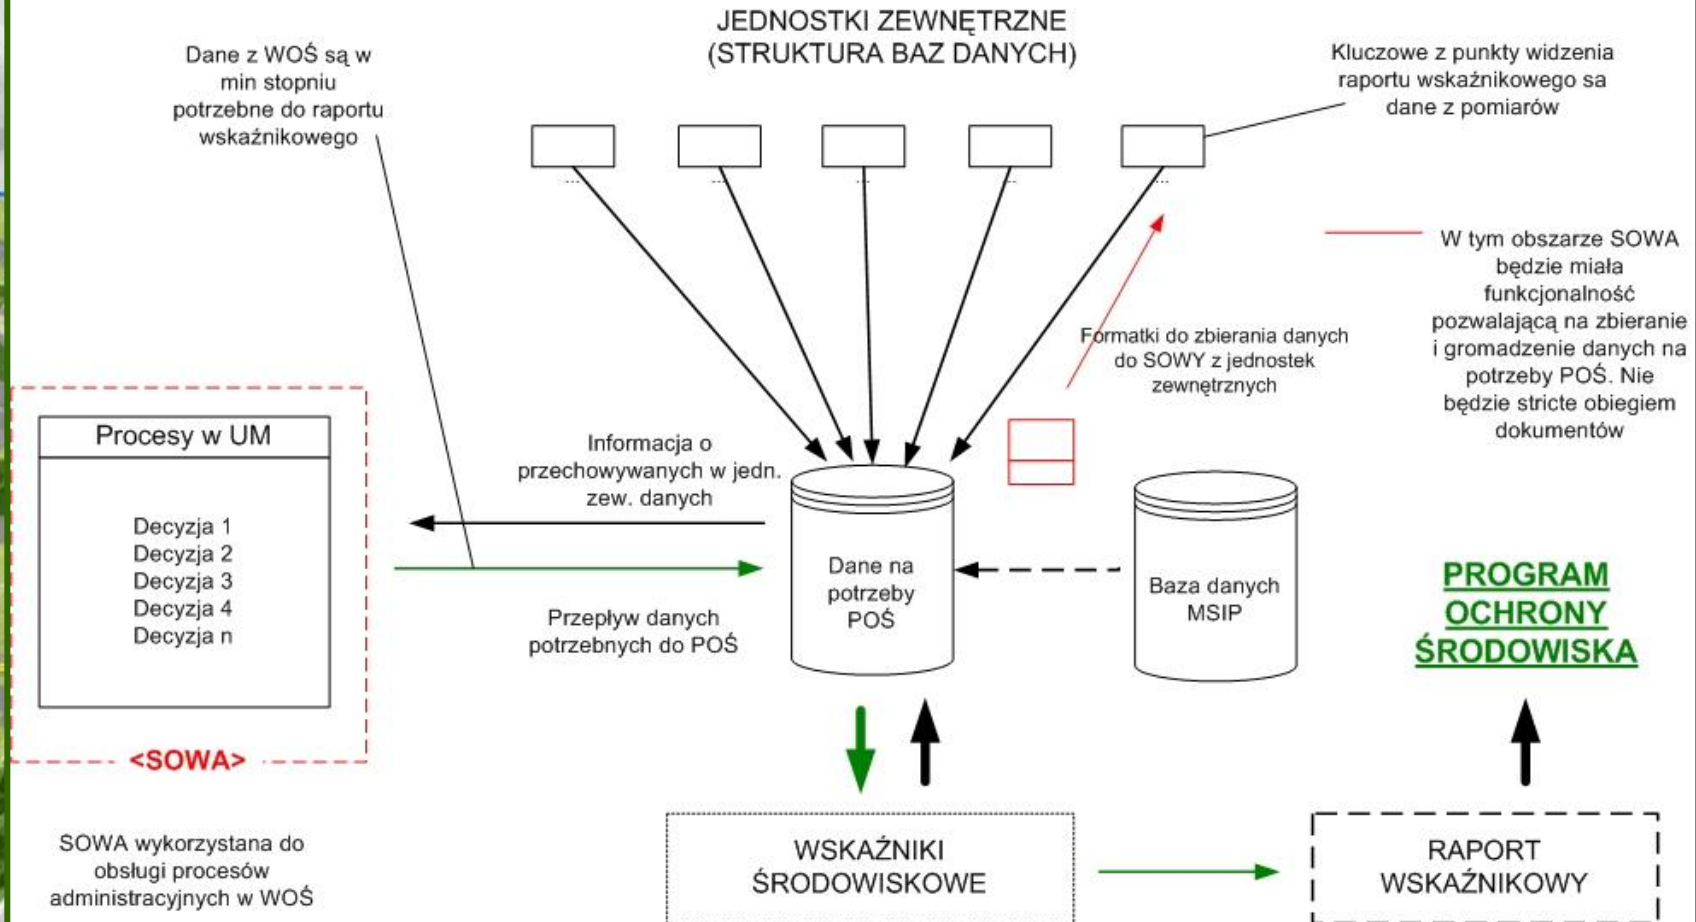 JEDNOSTKI ZEWNĘTRZNE
(STRUKTURA BAZ DANYCH)
Dane z WOŚ są w
min stopniu
potrzebne do raportu
wskaźnikowego
Kluczowe z punkty widzenia
raportu wskaźnikowego sa
dane z pomiarów
...
...
...
...
...
W tym obszarze SOWA
będzie miała
funkcjonalność
pozwalającą na zbieranie
i gromadzenie danych na
potrzeby POŚ. Nie
będzie stricte obiegiem
dokumentów
Formatki do zbierania danych
do SOWY z jednostek
zewnętrznych
Procesy w UM
Decyzja 1
Decyzja 2
Decyzja 3
Decyzja 4
Decyzja n
<SOWA>
Informacja o
przechowywanych w jedn.
zew. danych
Przepływ danych
potrzebnych do POŚ
Dane na
potrzeby
POŚ
Baza danych
MSIP
PROGRAM
OCHRONY
ŚRODOWISKA
SOWA wykorzystana do
obsługi procesów
administracyjnych w WOŚ
WSKAŹNIKI
ŚRODOWISKOWE
RAPORT
WSKAŹNIKOWY